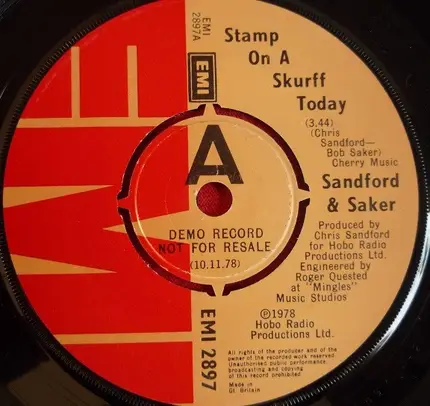 EMI
2897A
EMI
EMI
Stamp
On A
Skurff
Today
(3.44)
(Chris
Sandford—
Bob Saker)
Cherry Music
A
Sandford
& Saker
DEMO RECORD
NOT FOR RESALE
(10.11.78)
Produced by
Chris Sandford
for Hobo Radio
Productions Ltd.
Engineered by
Roger Quested
at "Mingles"
Music Studios
℗1978
Hobo Radio
Productions Ltd.
EMI 2897
All rights of the producer and of the owner
of the recorded work reserved.
Unauthorised public performance
broadcasting and copying of
this record prohibited
Made in
Gt. Britain